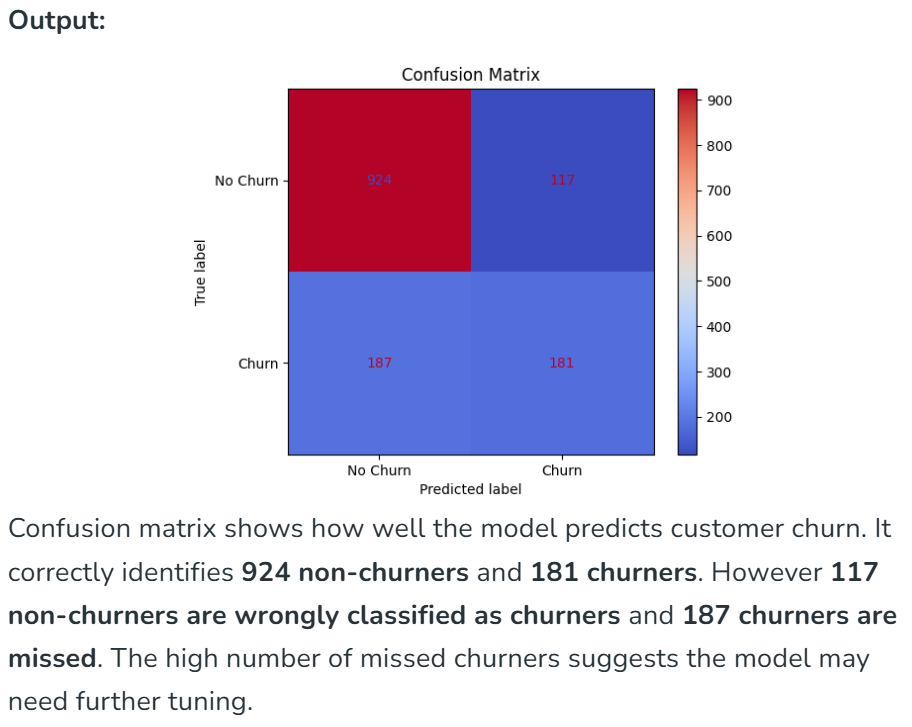 Output:
Confusion Matrix
900
800
No Churn
924
117
700
600
True label
500
400
Churn
187
181
300
200
No Churn
Churn
Predicted label
Confusion matrix shows how well the model predicts customer churn. It
correctly identifies 924 non-churners and 181 churners. However 117
non-churners are wrongly classified as churners and 187 churners are
missed. The high number of missed churners suggests the model may
need further tuning.